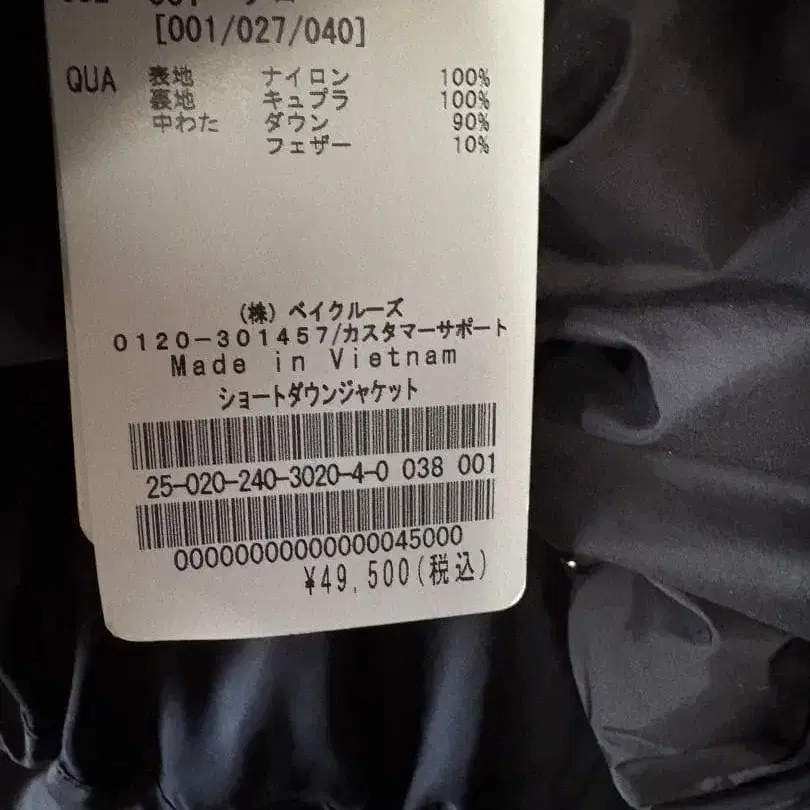 [001/027/040]
QUA 表地 ナイロン 100%
裏地 キュプラ 100%
中わた ダウン 90%
フェザー 10%
(株) ベイクルーズ
0120-301457/カスタマーサポート
Made in Vietnam
ショートダウンジャケット
25-020-240-3020-4-0 038 001
00000000000000045000
¥49,500(税込)